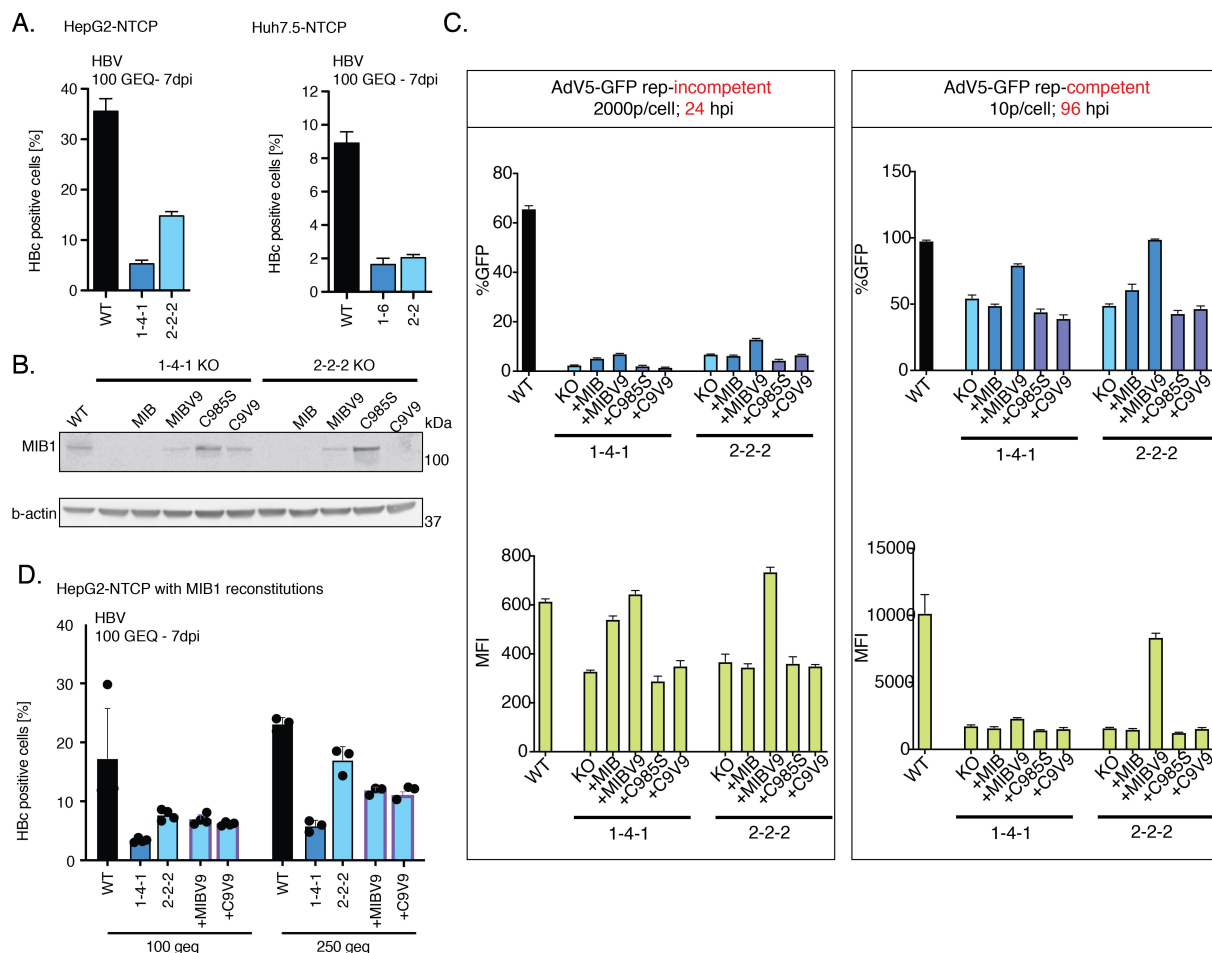 A.
HepG2-NTCP
HBV
100 GEQ- 7dpi
HBc positive cells [%]
40
30
20
10
0
WT
1-4-1
2-2-2
Huh7.5-NTCP
HBV
100 GEQ - 7dpi
HBc positive cells [%]
12
10
8
6
4
2
0
WT
1-6
2-2
B.
1-4-1 KO
2-2-2 KO
WT
MIB
MIBV9
C985S
C9V9
MIB
MIBV9
C985S
C9V9
kDa
MIB1
100
b-actin
37
C.
AdV5-GFP rep-incompetent
2000p/cell; 24 hpi
%GFP
80
60
40
20
0
WT
KO
+MIB
+MIBV9
+C985S
+C9V9
KO
+MIB
+MIBV9
+C985S
+C9V9
1-4-1
2-2-2
MFI
800
600
400
200
0
WT
KO
+MIB
+MIBV9
+C985S
+C9V9
KO
+MIB
+MIBV9
+C985S
+C9V9
1-4-1
2-2-2
AdV5-GFP rep-competent
10p/cell; 96 hpi
%GFP
150
100
50
0
WT
KO
+MIB
+MIBV9
+C985S
+C9V9
KO
+MIB
+MIBV9
+C985S
+C9V9
1-4-1
2-2-2
MFI
15000
10000
5000
0
WT
KO
+MIB
+MIBV9
+C985S
+C9V9
KO
+MIB
+MIBV9
+C985S
+C9V9
1-4-1
2-2-2
D.
HepG2-NTCP with MIB1 reconstitutions
HBV
100 GEQ - 7dpi
HBc positive cells [%]
40
30
20
10
0
WT
1-4-1
2-2-2
+MIBV9
+C9V9
WT
1-4-1
2-2-2
+MIBV9
+C9V9
100 geq
250 geq